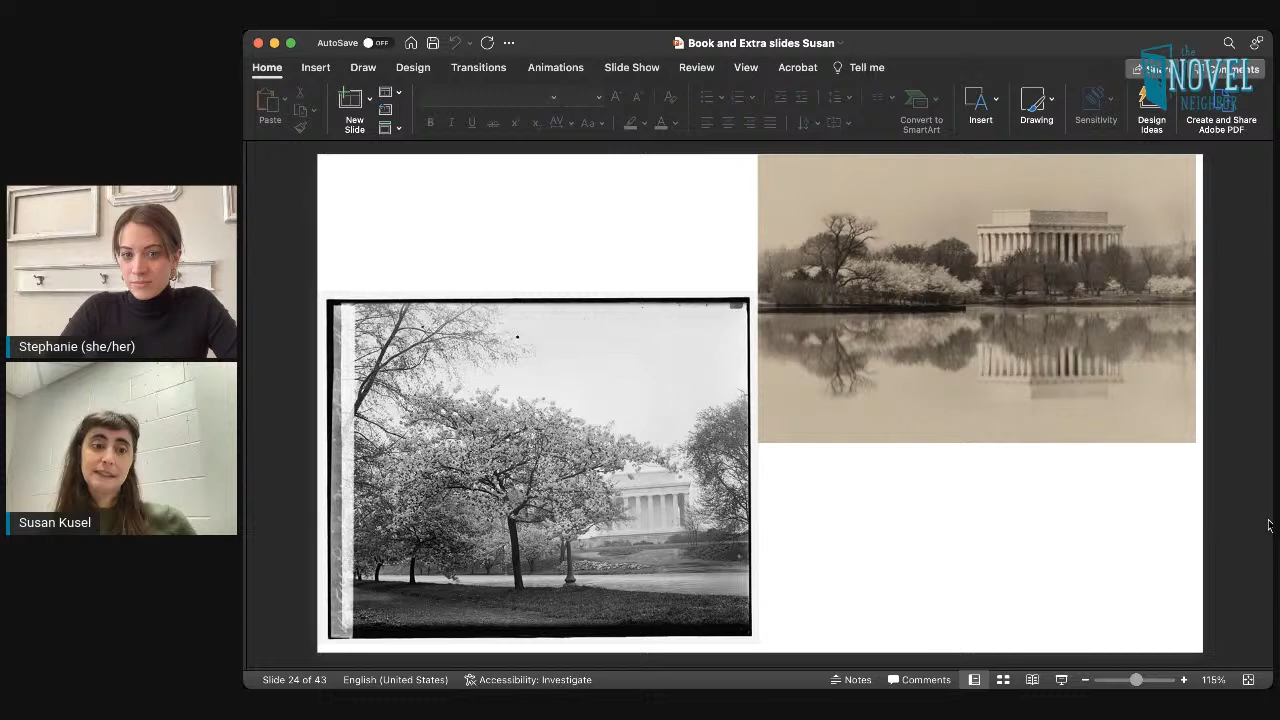 AutoSave OFF
Book and Extra slides Susan
the
NOVEL
NEIGHBOR
Home Insert Draw Design Transitions Animations Slide Show Review View Acrobat Tell me
Share Comments
Paste
New
Slide
Convert to
SmartArt
Insert
Drawing
Sensitivity
Design
Ideas
Create and Share
Adobe PDF
Stephanie (she/her)
Susan Kusel
Slide 24 of 43 English (United States) Accessibility: Investigate Notes Comments 115%